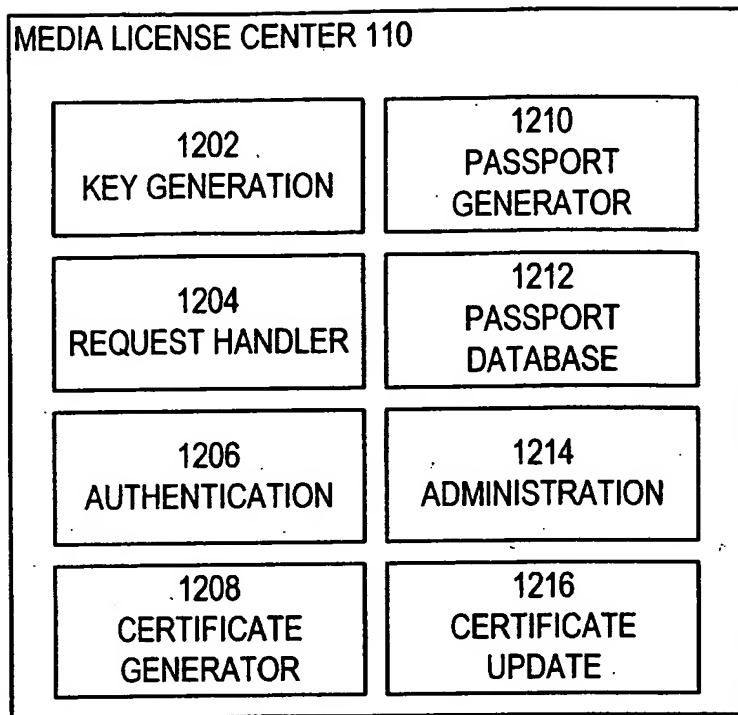 MEDIA LICENSE CENTER 110
1202
KEY GENERATION
1210
PASSPORT
GENERATOR
1204
REQUEST HANDLER
1212
PASSPORT
DATABASE
1206
AUTHENTICATION
1214
ADMINISTRATION
1208
CERTIFICATE
GENERATOR
1216
CERTIFICATE
UPDATE